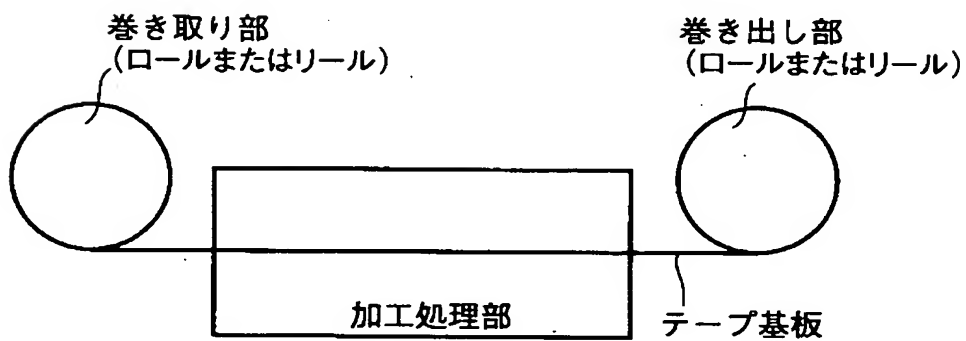 巻き取り部
（ロールまたはリール）
巻き出し部
（ロールまたはリール）
加工処理部
テープ基板